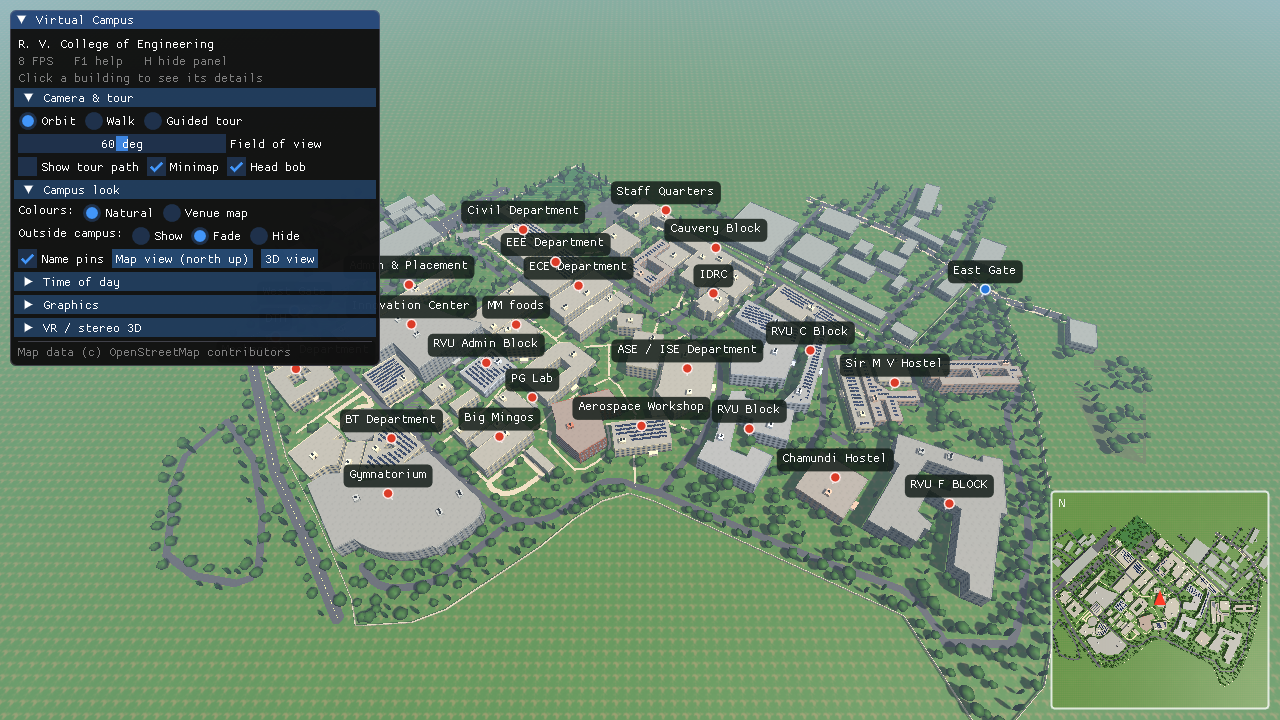 Virtual Campus
R. V. College of Engineering
8 FPS F1 help H hide panel
Click a building to see its details
Camera & tour
Orbit Walk Guided tour
60 deg Field of view
Show tour path Minimap Head bob
Campus look
Colours: Natural Venue map
Outside campus: Show Fade Hide
Name pins Map view (north up) 3D view
Time of day
Graphics
VR / stereo 3D
Map data (c) OpenStreetMap contributors
Staff Quarters
Civil Department
Cauvery Block
EEE Department
& Placement
ECE Department
IDRC
East Gate
Center
MM foods
RVU C Block
RVU Admin Block
ASE / ISE Department
Sir M V Hostel
PG Lab
Aerospace Workshop
RVU Block
BT Department
Big Mingos
Chamundi Hostel
Gymnatorium
RVU F BLOCK
N